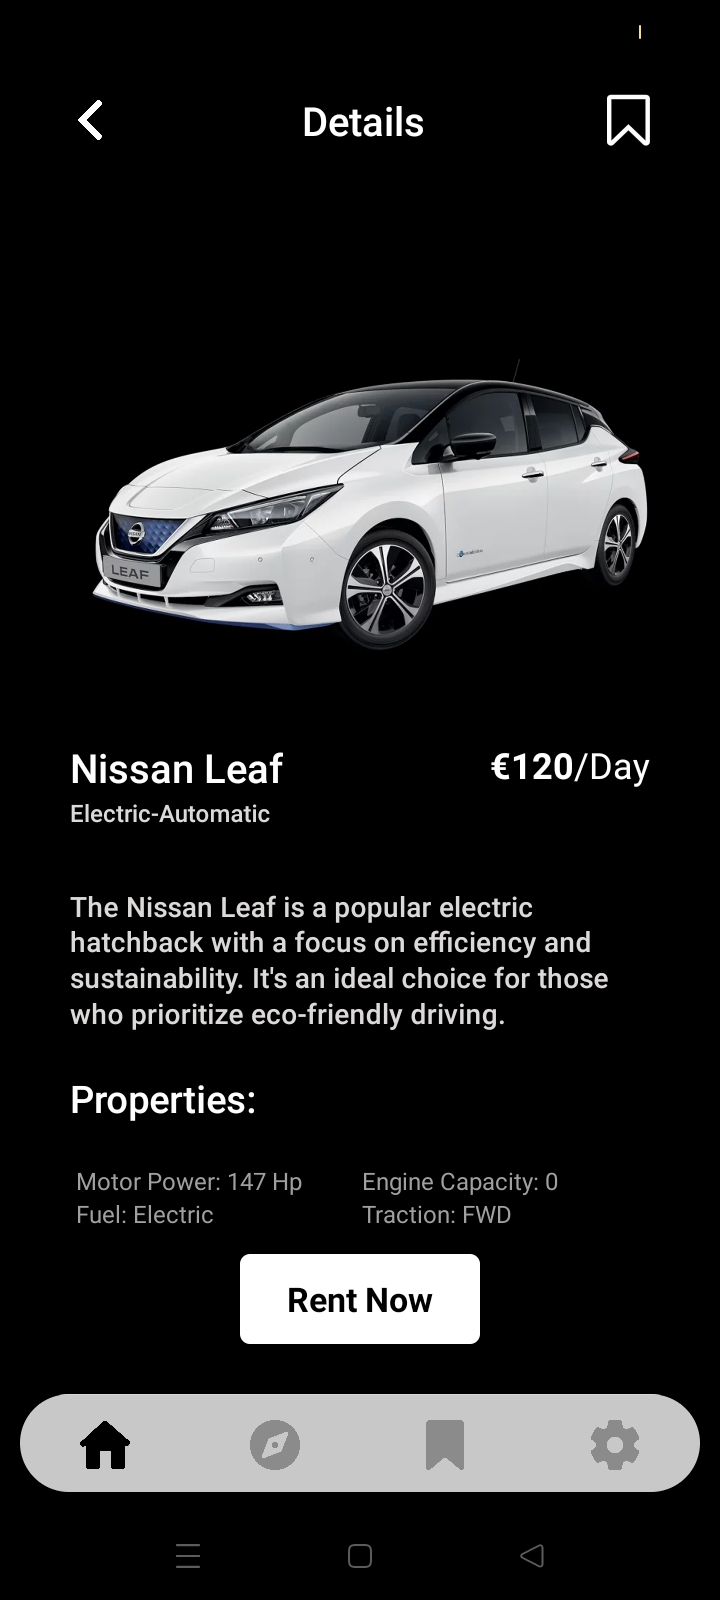 Details
LEAF
Nissan Leaf
€120/Day
Electric-Automatic
The Nissan Leaf is a popular electric
hatchback with a focus on efficiency and
sustainability. It's an ideal choice for those
who prioritize eco-friendly driving.
Properties:
Motor Power: 147 Hp
Engine Capacity: 0
Fuel: Electric
Traction: FWD
Rent Now